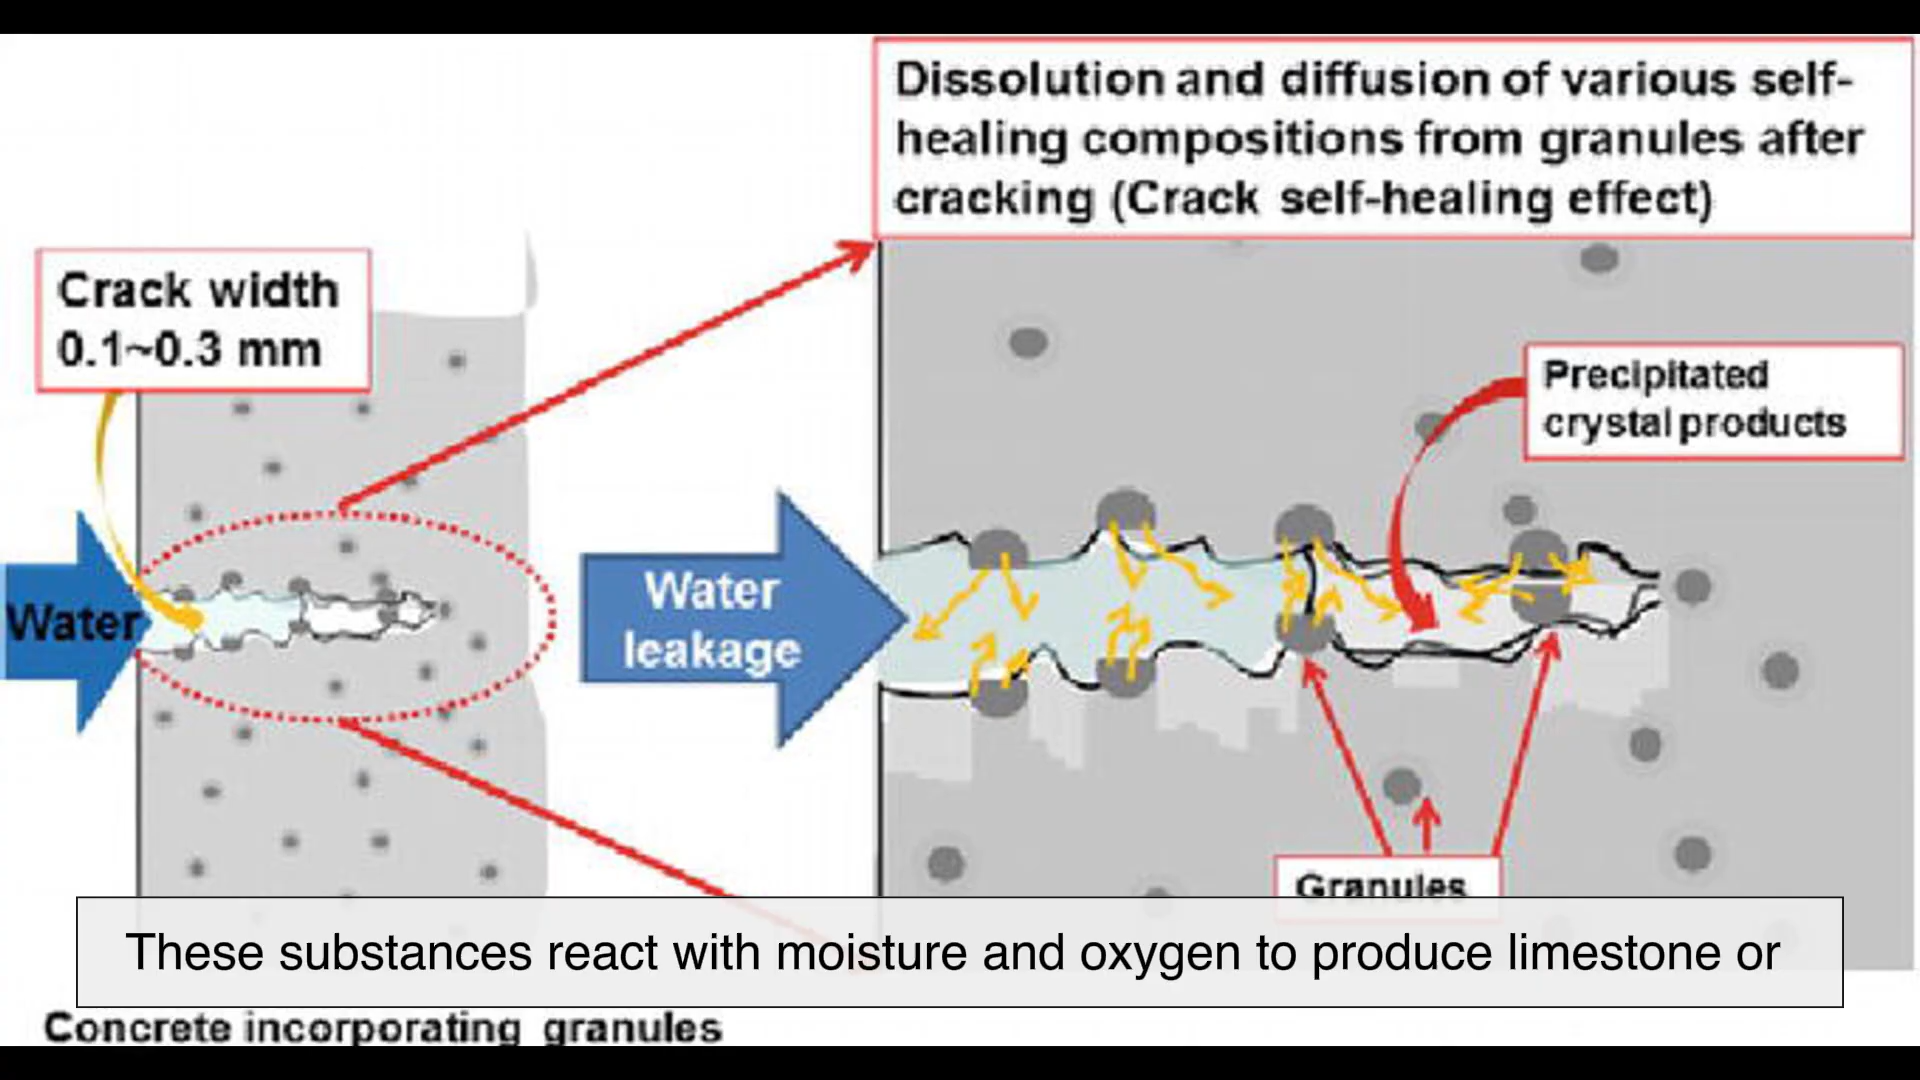 Dissolution and diffusion of various self-
healing compositions from granules after
cracking (Crack self-healing effect)
Crack width
0.1~0.3 mm
Precipitated
crystal products
Water
Water
leakage
Granules
These substances react with moisture and oxygen to produce limestone or
Concrete incorporating granules